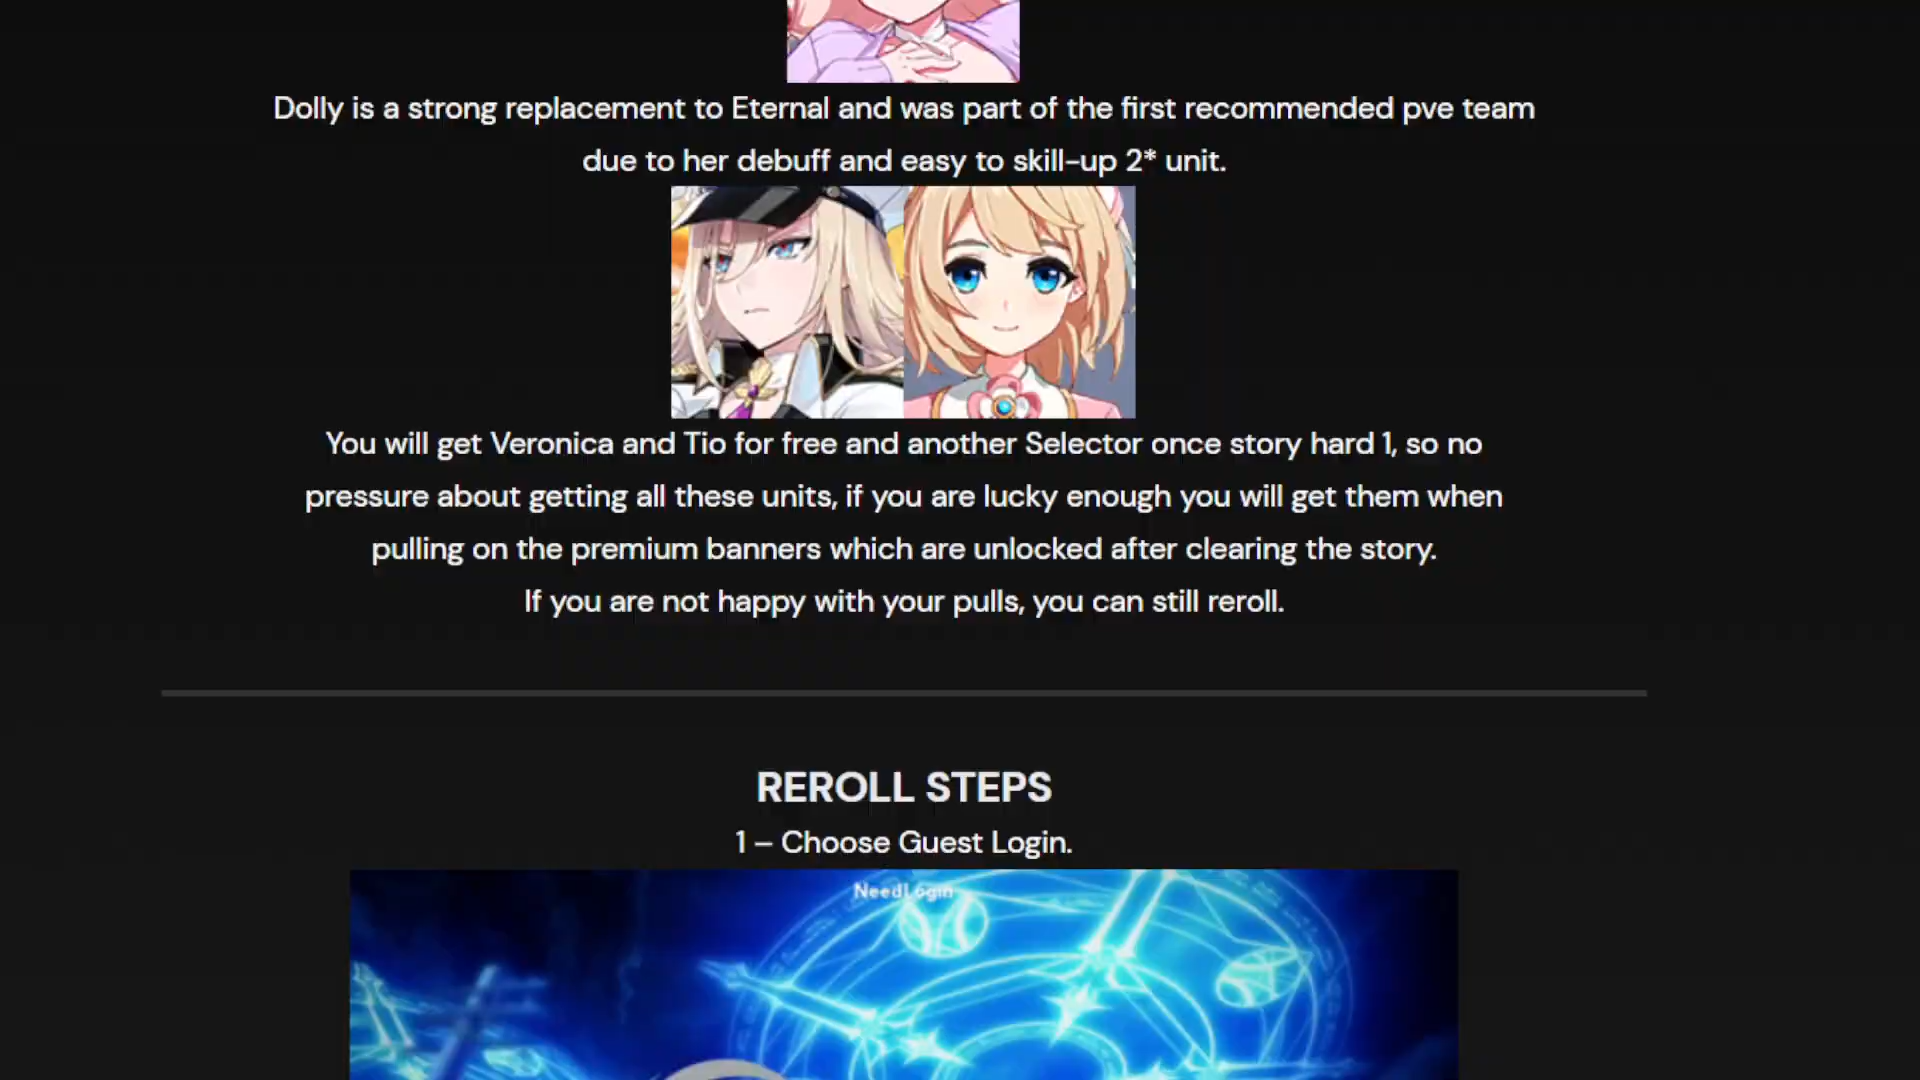 Dolly is a strong replacement to Eternal and was part of the first recommended pve team
due to her debuff and easy to skill-up 2* unit.
You will get Veronica and Tio for free and another Selector once story hard 1, so no
pressure about getting all these units, if you are lucky enough you will get them when
pulling on the premium banners which are unlocked after clearing the story.
If you are not happy with your pulls, you can still reroll.
REROLL STEPS
1 – Choose Guest Login.
NeedLogin